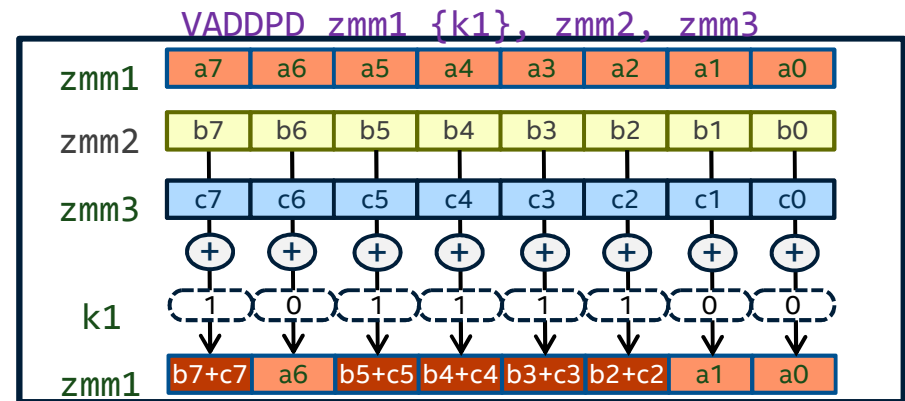 VADDPD zmm1 {k1}, zmm2, zmm3
zmm1 a7 a6 a5 a4 a3 a2 a1 a0
zmm2 b7 b6 b5 b4 b3 b2 b1 b0
zmm3 c7 c6 c5 c4 c3 c2 c1 c0
+ + + + + + + +
k1 1 0 1 1 1 1 0 0
zmm1 b7+c7 a6 b5+c5 b4+c4 b3+c3 b2+c2 a1 a0